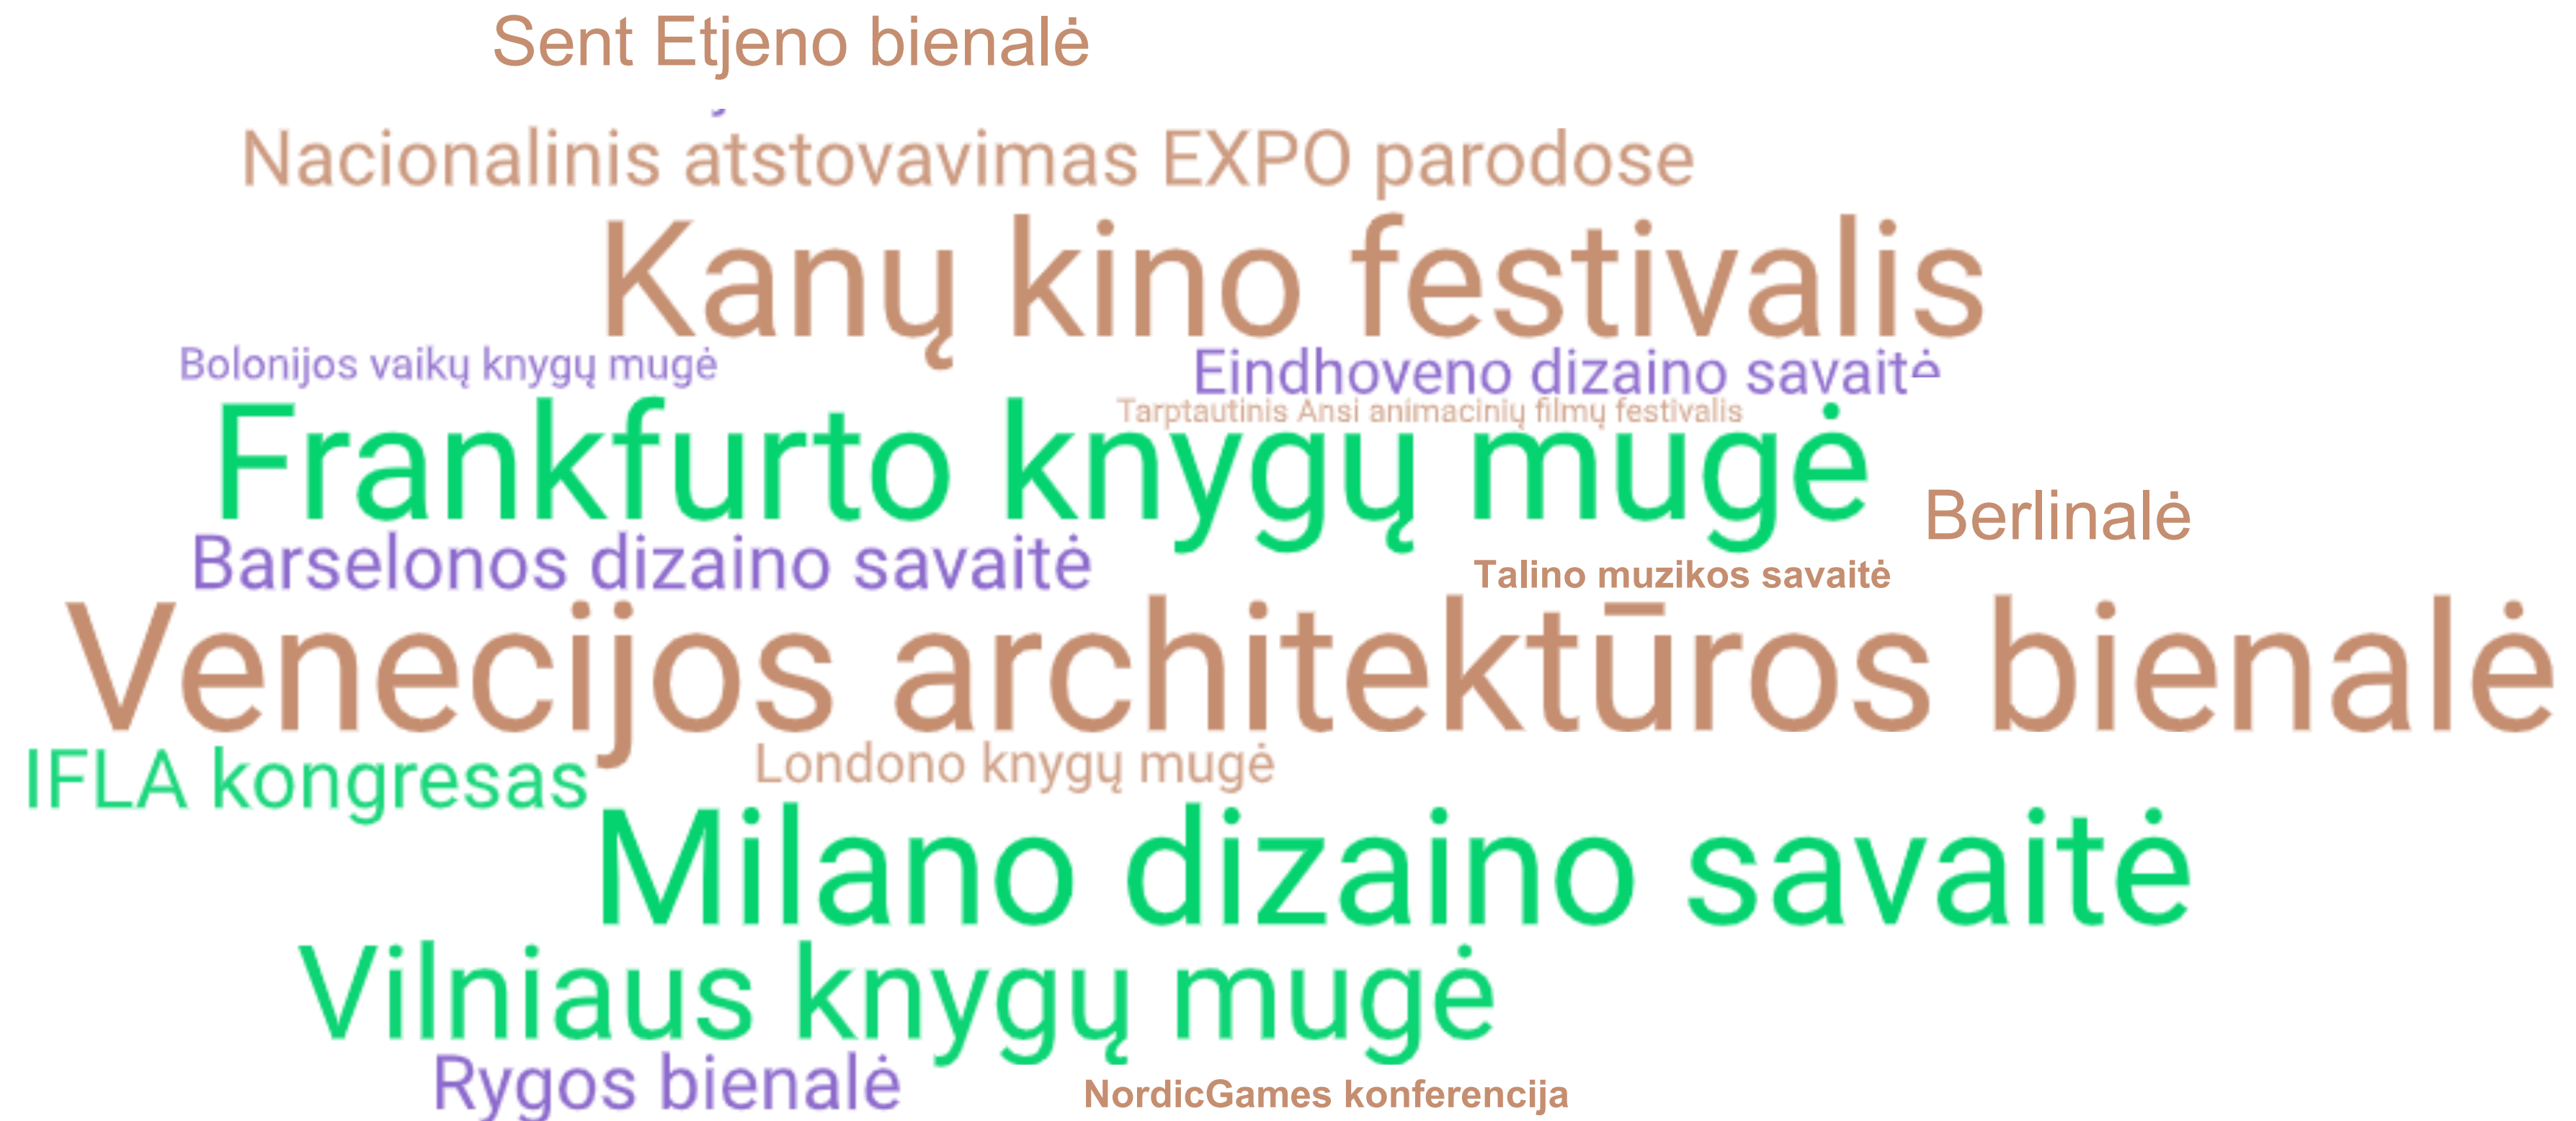 Sent Etjeno bienalė
Nacionalinis atstovavimas EXPO parodose
Kanų kino festivalis
Bolonijos vaikų knygų mugė
Eindhoveno dizaino savaitė
Tarptautinis Ansi animacinių filmų festivalis
Frankfurto knygų mugė
Berlinalė
Barselonos dizaino savaitė
Talino muzikos savaitė
Venecijos architektūros bienalė
IFLA kongresas
Londono knygų mugė
Milano dizaino savaitė
Vilniaus knygų mugė
Rygos bienalė
NordicGames konferencija